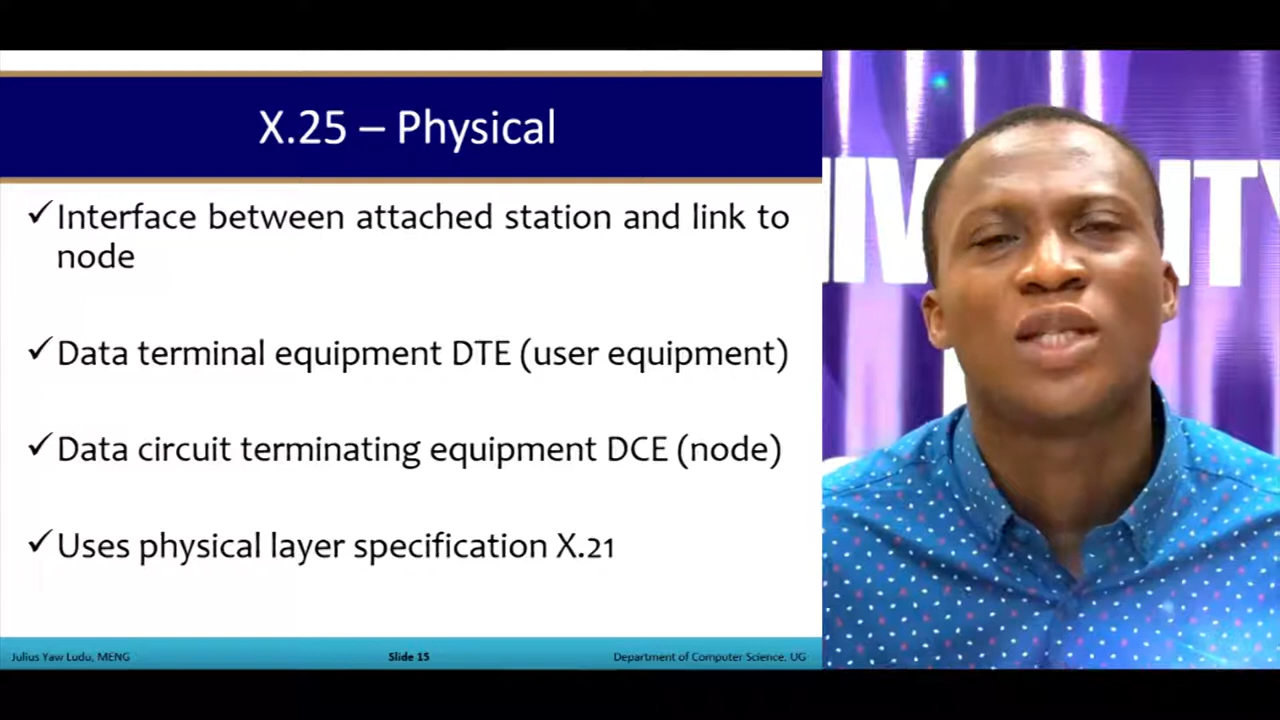 X.25 – Physical
✓Interface between attached station and link to
node
✓Data terminal equipment DTE (user equipment)
✓Data circuit terminating equipment DCE (node)
✓Uses physical layer specification X.21
Julius Yaw Ludu, MENG
Slide 15
Department of Computer Science, UG